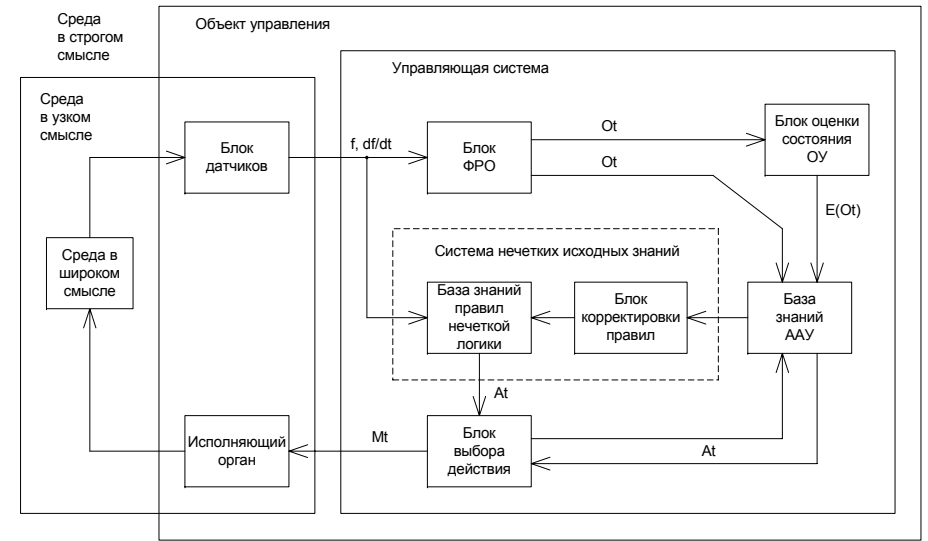 Среда
в строгом
смысле
Объект управления
Управляющая система
Среда
в узком
смысле
Блок
датчиков
f, df/dt
Блок
ФРО
Ot
Ot
Блок оценки
состояния
ОУ
E(Ot)
Среда в
широком
смысле
Система нечетких исходных знаний
База знаний
правил
нечеткой
логики
Блок
корректировки
правил
База
знаний
ААУ
At
Исполняющий
орган
Mt
Блок
выбора
действия
At